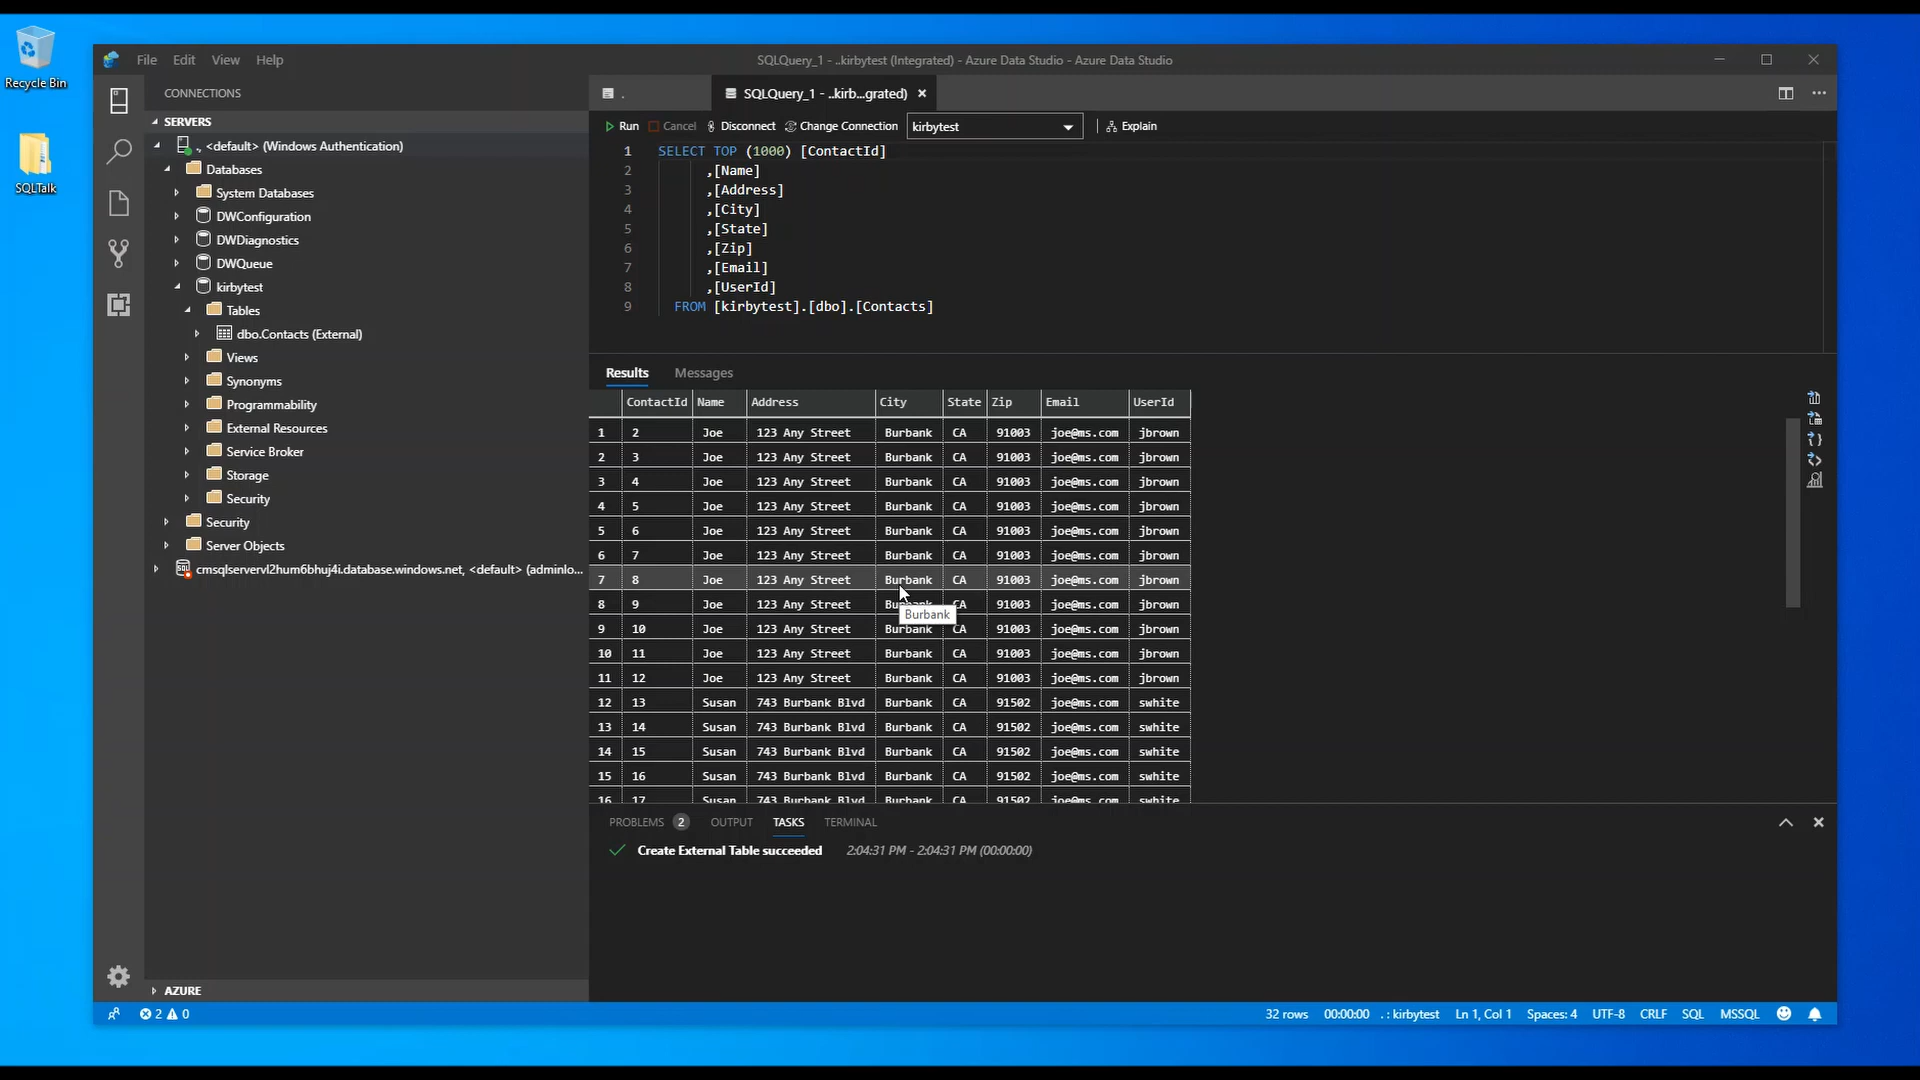 Recycle Bin
SQLTalk
File Edit View Help
SQLQuery_1 - ..kirbytest (Integrated) - Azure Data Studio - Azure Data Studio
CONNECTIONS
SERVERS
., <default> (Windows Authentication)
Databases
System Databases
DWConfiguration
DWDiagnostics
DWQueue
kirbytest
Tables
dbo.Contacts (External)
Views
Synonyms
Programmability
External Resources
Service Broker
Storage
Security
Security
Server Objects
cmsqlservervl2hum6bhuj4i.database.windows.net, <default> (adminlo...
AZURE
. SQLQuery_1 - ..kirb...grated)
Run Cancel Disconnect Change Connection kirbytest Explain
1 SELECT TOP (1000) [ContactId]
2 ,[Name]
3 ,[Address]
4 ,[City]
5 ,[State]
6 ,[Zip]
7 ,[Email]
8 ,[UserId]
9 FROM [kirbytest].[dbo].[Contacts]
Results Messages
ContactId Name Address City State Zip Email UserId
1 2 Joe 123 Any Street Burbank CA 91003 joe@ms.com jbrown
2 3 Joe 123 Any Street Burbank CA 91003 joe@ms.com jbrown
3 4 Joe 123 Any Street Burbank CA 91003 joe@ms.com jbrown
4 5 Joe 123 Any Street Burbank CA 91003 joe@ms.com jbrown
5 6 Joe 123 Any Street Burbank CA 91003 joe@ms.com jbrown
6 7 Joe 123 Any Street Burbank CA 91003 joe@ms.com jbrown
7 8 Joe 123 Any Street Burbank CA 91003 joe@ms.com jbrown
8 9 Joe 123 Any Street Burbank CA 91003 joe@ms.com jbrown
Burbank
9 10 Joe 123 Any Street Burbank CA 91003 joe@ms.com jbrown
10 11 Joe 123 Any Street Burbank CA 91003 joe@ms.com jbrown
11 12 Joe 123 Any Street Burbank CA 91003 joe@ms.com jbrown
12 13 Susan 743 Burbank Blvd Burbank CA 91502 joe@ms.com swhite
13 14 Susan 743 Burbank Blvd Burbank CA 91502 joe@ms.com swhite
14 15 Susan 743 Burbank Blvd Burbank CA 91502 joe@ms.com swhite
15 16 Susan 743 Burbank Blvd Burbank CA 91502 joe@ms.com swhite
16 17 Susan 743 Burbank Blvd Burbank CA 91502 joe@ms.com swhite
PROBLEMS 2 OUTPUT TASKS TERMINAL
Create External Table succeeded 2:04:31 PM - 2:04:31 PM (00:00:00)
2 0 32 rows 00:00:00 . : kirbytest Ln 1, Col 1 Spaces: 4 UTF-8 CRLF SQL MSSQL